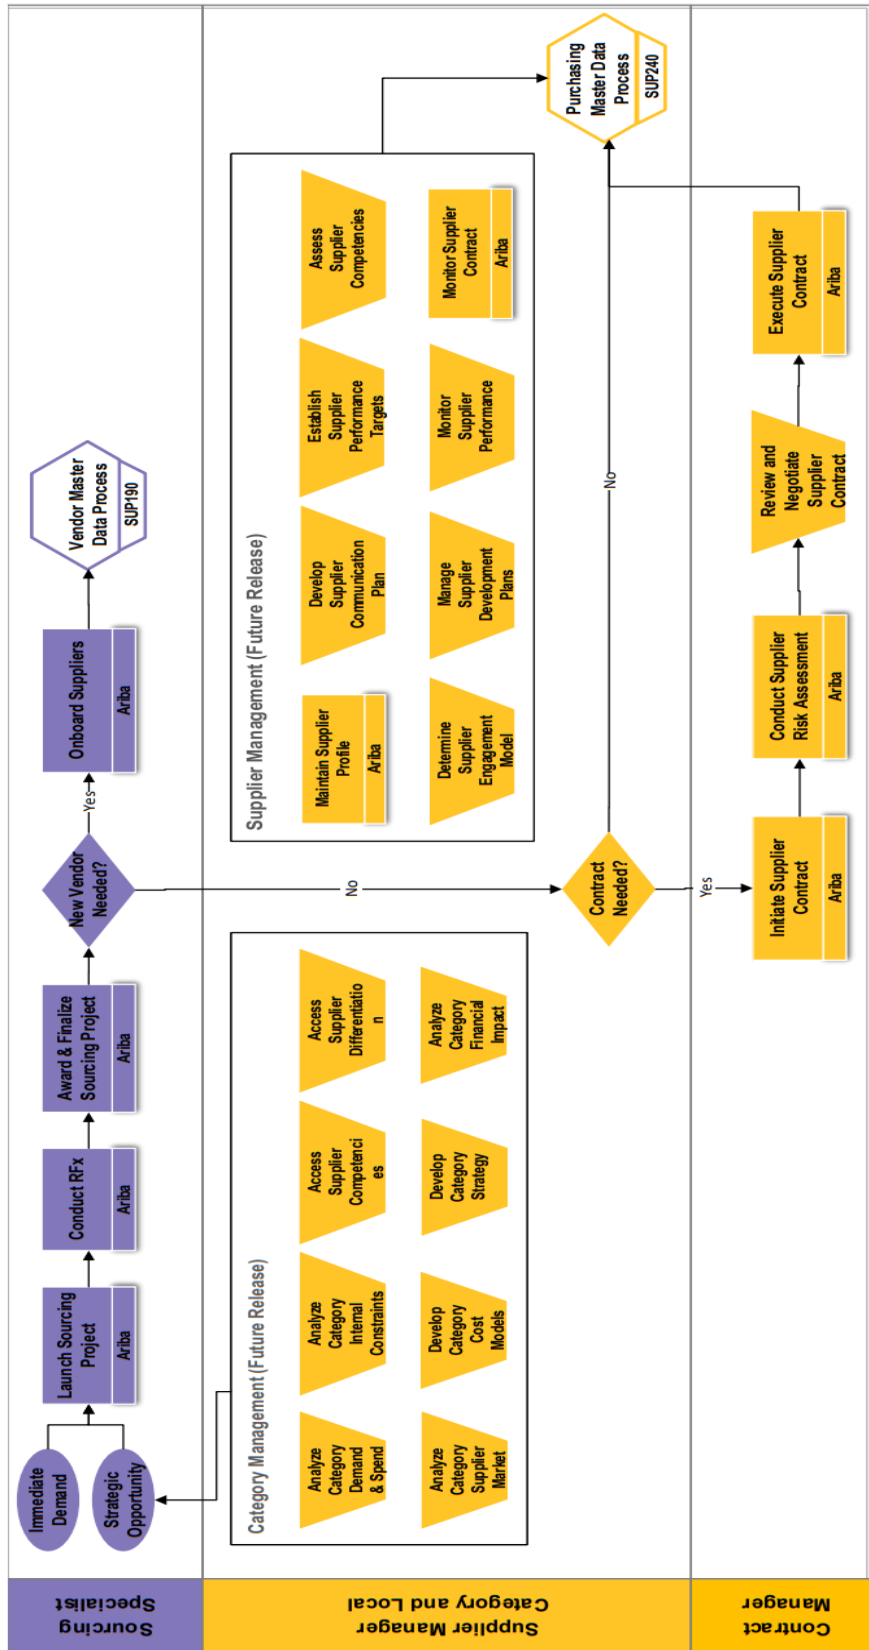 Sourcing
Specialist
Immediate
Demand
Strategic
Opportunity
Launch Sourcing
Project
Ariba
Conduct RFx
Ariba
Award & Finalize
Sourcing Project
Ariba
New Vendor
Needed?
Yes
Onboard Suppliers
Ariba
Vendor Master
Data Process
SUP190
No
Category and Local
Supplier Manager
Category Management (Future Release)
Analyze
Category
Demand
& Spend
Analyze
Category
Internal
Constraints
Access
Supplier
Competenci
es
Access
Supplier
Differentiatio
n
Analyze
Category
Supplier
Market
Develop
Category
Cost
Models
Develop
Category
Strategy
Analyze
Category
Financial
Impact
Supplier Management (Future Release)
Maintain Supplier
Profile
Ariba
Develop
Supplier
Communication
Plan
Establish
Supplier
Performance
Targets
Assess
Supplier
Competencies
Determine
Supplier
Engagement
Model
Manage
Supplier
Development
Plans
Monitor
Supplier
Performance
Monitor Supplier
Contract
Ariba
Contract
Needed?
No
Purchasing
Master Data
Process
SUP240
Yes
Contract
Manager
Initiate Supplier
Contract
Ariba
Conduct Supplier
Risk Assessment
Ariba
Review and
Negotiate
Supplier
Contract
Execute Supplier
Contract
Ariba